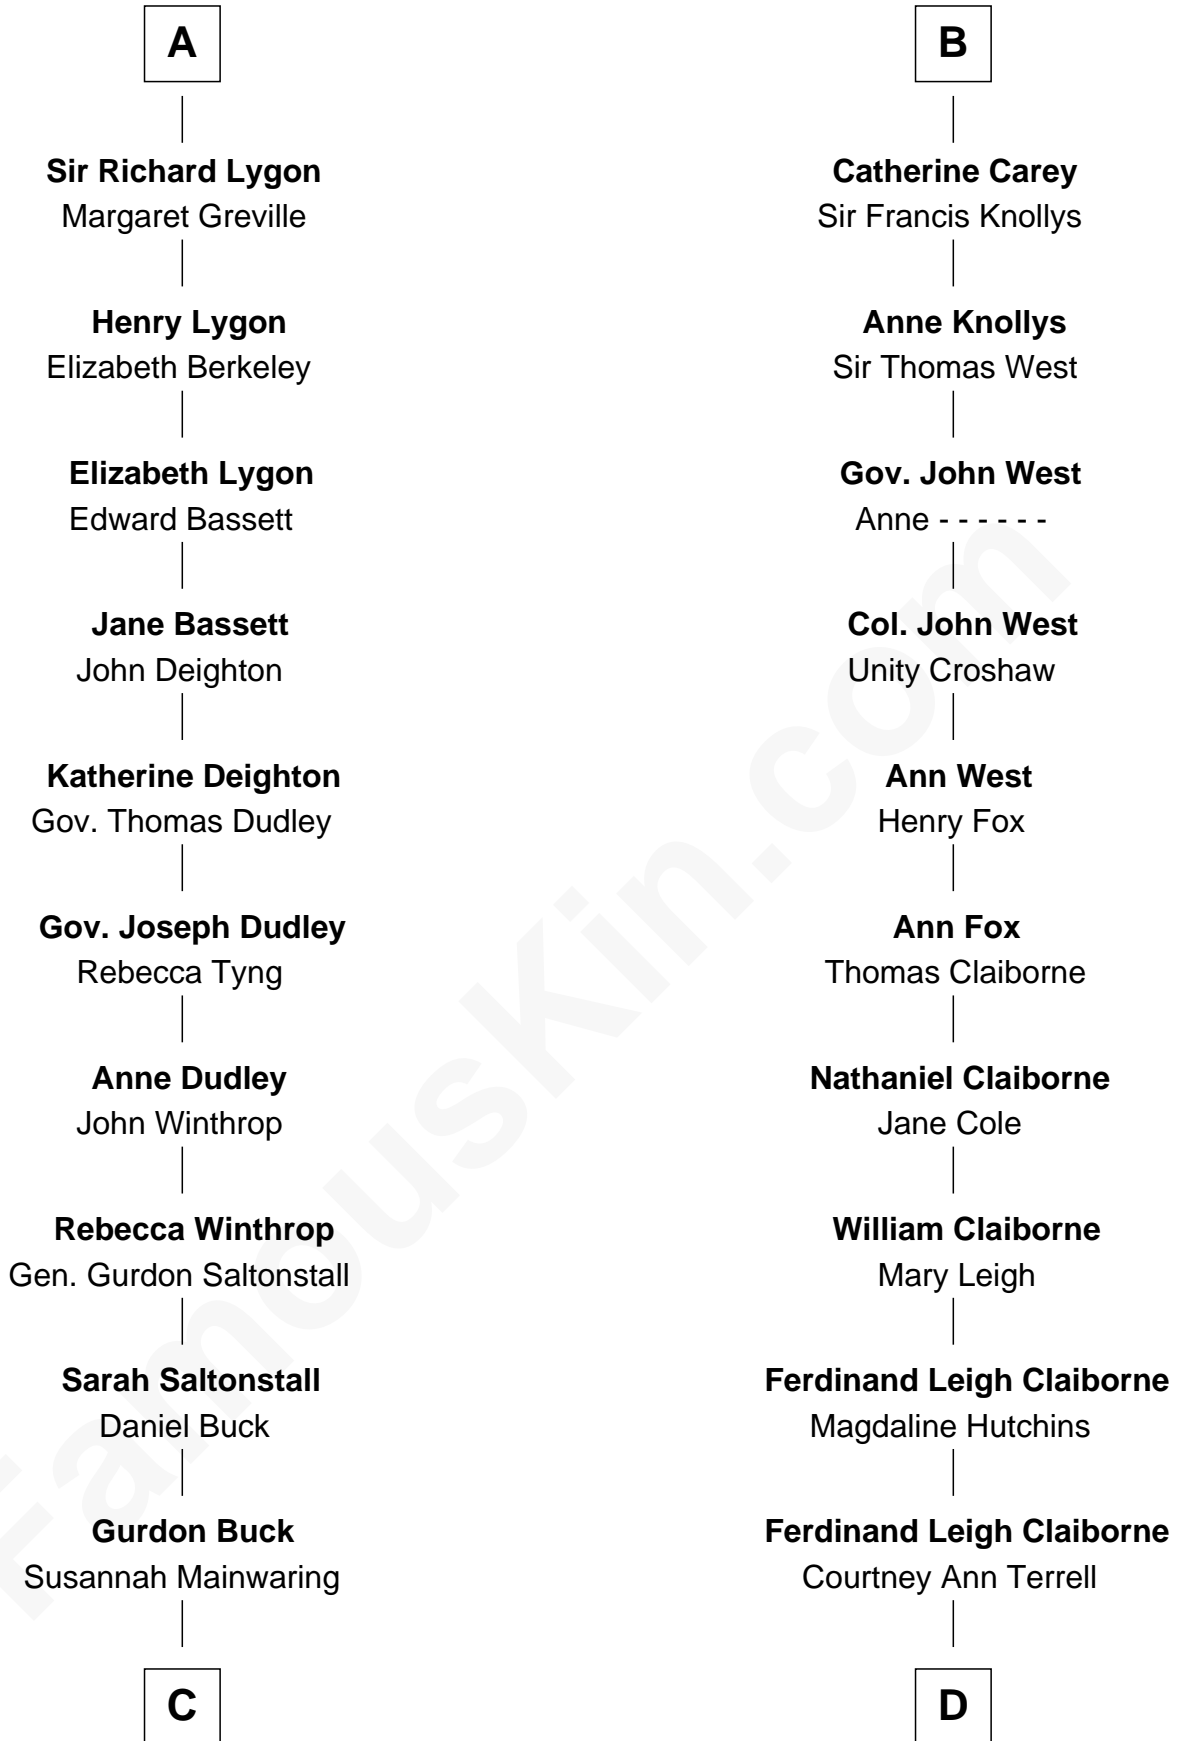 A
Sir Richard Lygon
Margaret Greville
Henry Lygon
Elizabeth Berkeley
Elizabeth Lygon
Edward Bassett
Jane Bassett
John Deighton
Katherine Deighton
Gov. Thomas Dudley
Gov. Joseph Dudley
Rebecca Tyng
Anne Dudley
John Winthrop
Rebecca Winthrop
Gen. Gurdon Saltonstall
Sarah Saltonstall
Daniel Buck
Gurdon Buck
Susannah Mainwaring
C
B
Catherine Carey
Sir Francis Knollys
Anne Knollys
Sir Thomas West
Gov. John West
Anne - - - - - -
Col. John West
Unity Croshaw
Ann West
Henry Fox
Ann Fox
Thomas Claiborne
Nathaniel Claiborne
Jane Cole
William Claiborne
Mary Leigh
Ferdinand Leigh Claiborne
Magdaline Hutchins
Ferdinand Leigh Claiborne
Courtney Ann Terrell
D
FamousKin.com